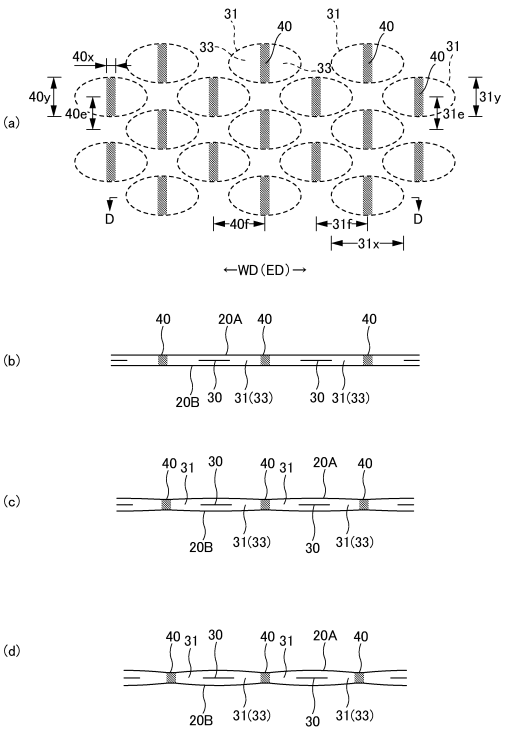 (a)
31 40 31 40 31
33 33 40
40x
40y 40e 31e 31y
D D
40f 31f
31x
←WD(ED)→
(b)
40 20A 40 40
20B 30 31(33) 30 31(33)
(c)
40 31 30 40 31 20A 40
20B 31(33) 30 31(33)
(d)
40 31 30 40 31 20A 40
20B 31(33) 30 31(33)